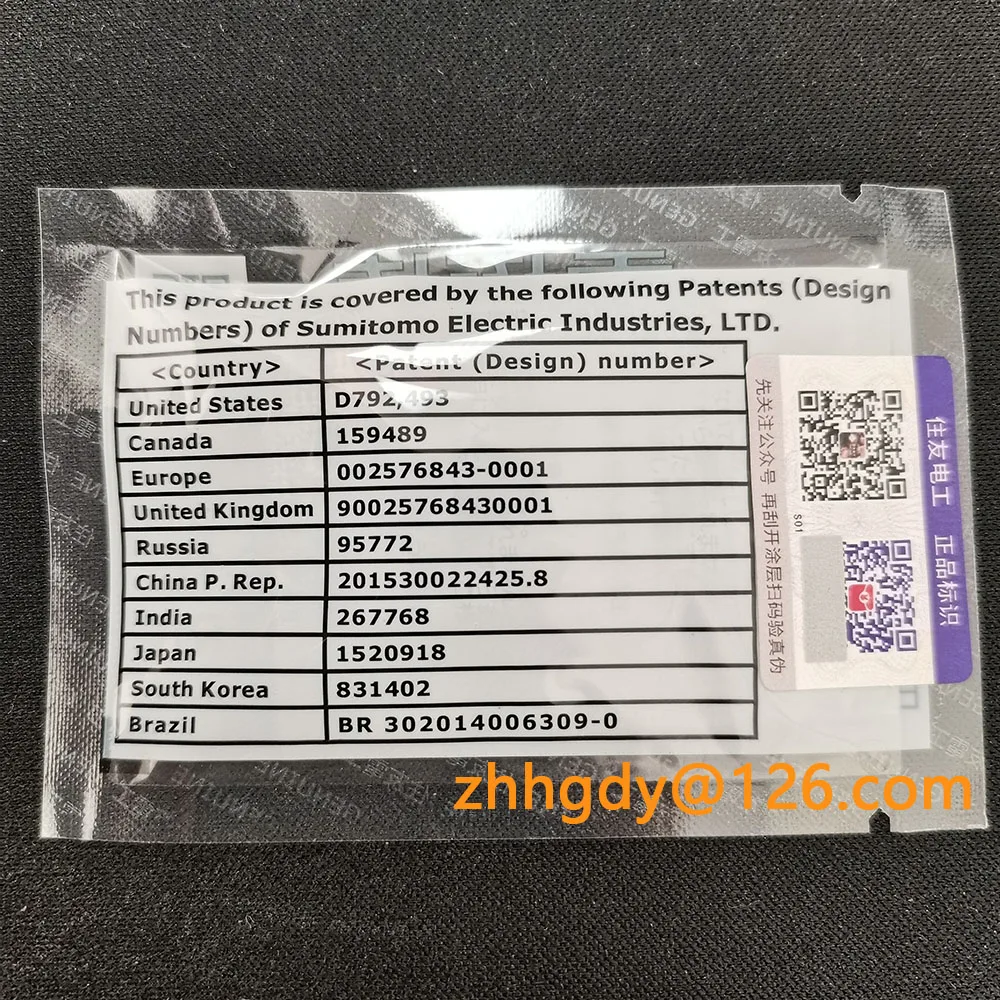 GENUINE
This product is covered by the following Patents (Design
Numbers) of Sumitomo Electric Industries, LTD.
<Country> <Patent (Design) number>
United States D792,493
Canada 159489
Europe 002576843-0001
United Kingdom 90025768430001
Russia 95772
China P. Rep. 201530022425.8
India 267768
Japan 1520918
South Korea 831402
Brazil BR 302014006309-0
先关注公众号 再刮开涂层扫码验真伪
S01
住友电工 正品标识
GENUINE
zhhgdy@126.com